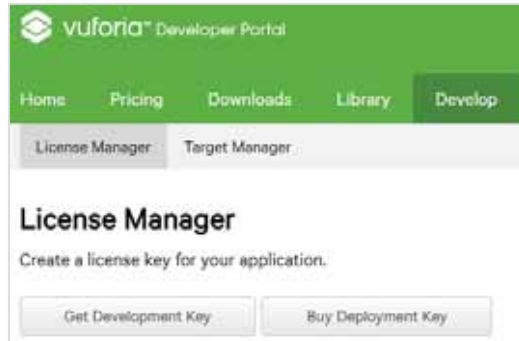 vuforia™ Developer Portal
Home Pricing Downloads Library Develop
License Manager Target Manager
License Manager
Create a license key for your application.
Get Development Key Buy Deployment Key